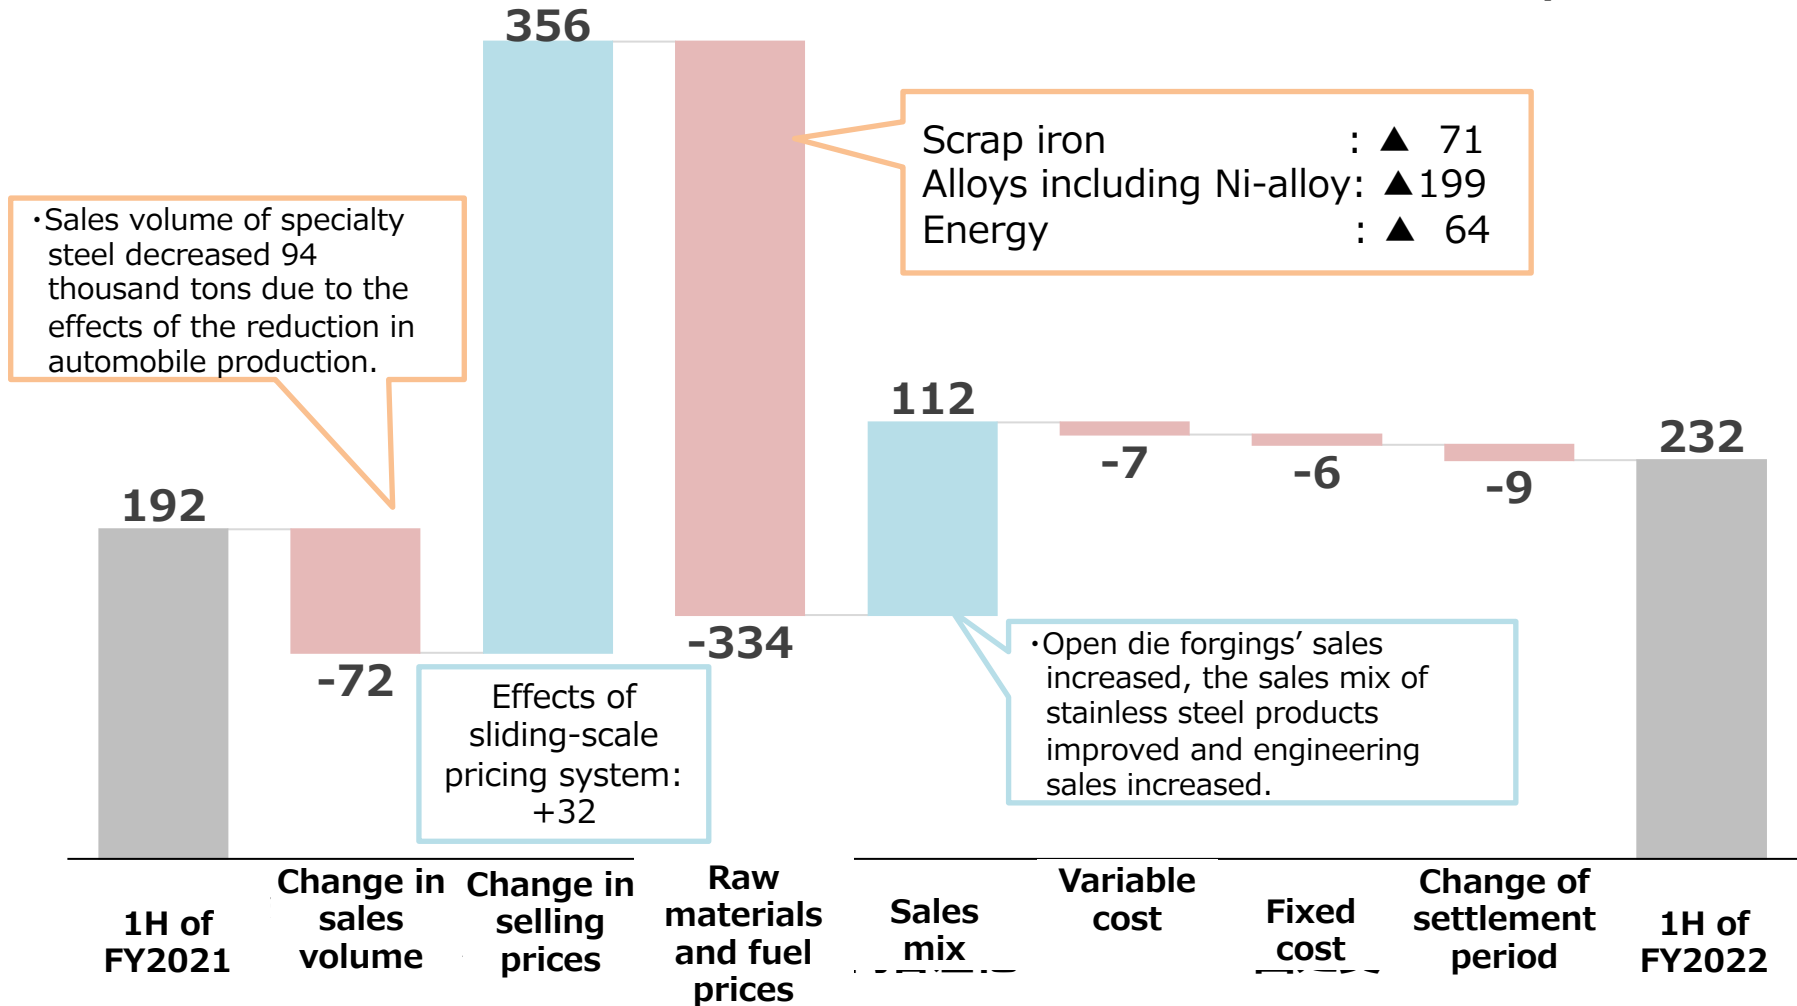 356
Scrap iron : ▲ 71
Alloys including Ni-alloy: ▲199
Energy : ▲ 64
・Sales volume of specialty
steel decreased 94
thousand tons due to the
effects of the reduction in
automobile production.
112
-7
-6
-9
232
192
-72
-334
Effects of
sliding-scale
pricing system:
+32
・Open die forgings’ sales
increased, the sales mix of
stainless steel products
improved and engineering
sales increased.
1H of
FY2021
Change in
sales
volume
Change in
selling
prices
Raw
materials
and fuel
prices
Sales
mix
Variable
cost
Fixed
cost
Change of
settlement
period
1H of
FY2022